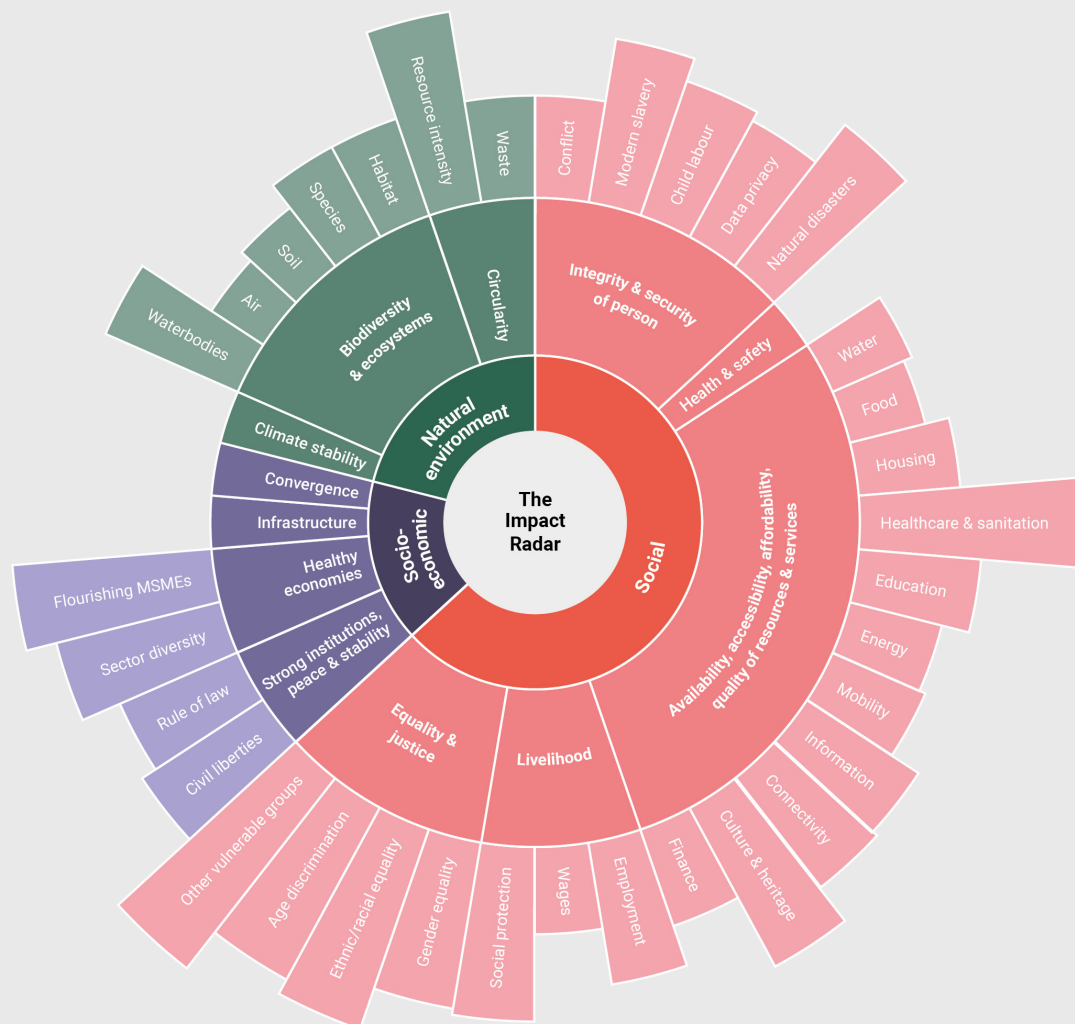 The
Impact
Radar
Natural
environment
Socio-
economic
Social
Circularity
Biodiversity
& ecosystems
Climate stability
Convergence
Infrastructure
Healthy
economies
Strong institutions,
peace & stability
Integrity & security
of person
Health & safety
Availability, accessibility, affordability,
quality of resources & services
Livelihood
Equality &
justice
Conflict
Modern slavery
Child labour
Data privacy
Natural disasters
Water
Food
Housing
Healthcare & sanitation
Education
Energy
Mobility
Information
Connectivity
Culture & heritage
Finance
Employment
Wages
Social protection
Gender equality
Ethnic/racial equality
Age discrimination
Other vulnerable groups
Civil liberties
Rule of law
Sector diversity
Flourishing MSMEs
Waterbodies
Air
Soil
Species
Habitat
Resource intensity
Waste